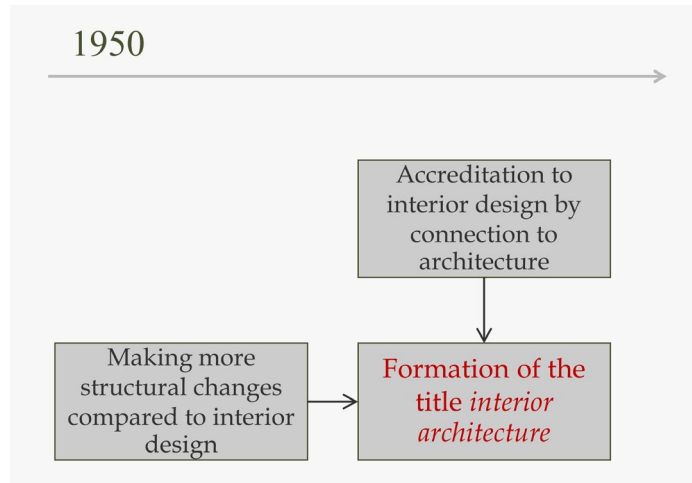 1950
Accreditation to
interior design by
connection to
architecture
Making more
structural changes
compared to interior
design
Formation of the
title interior
architecture